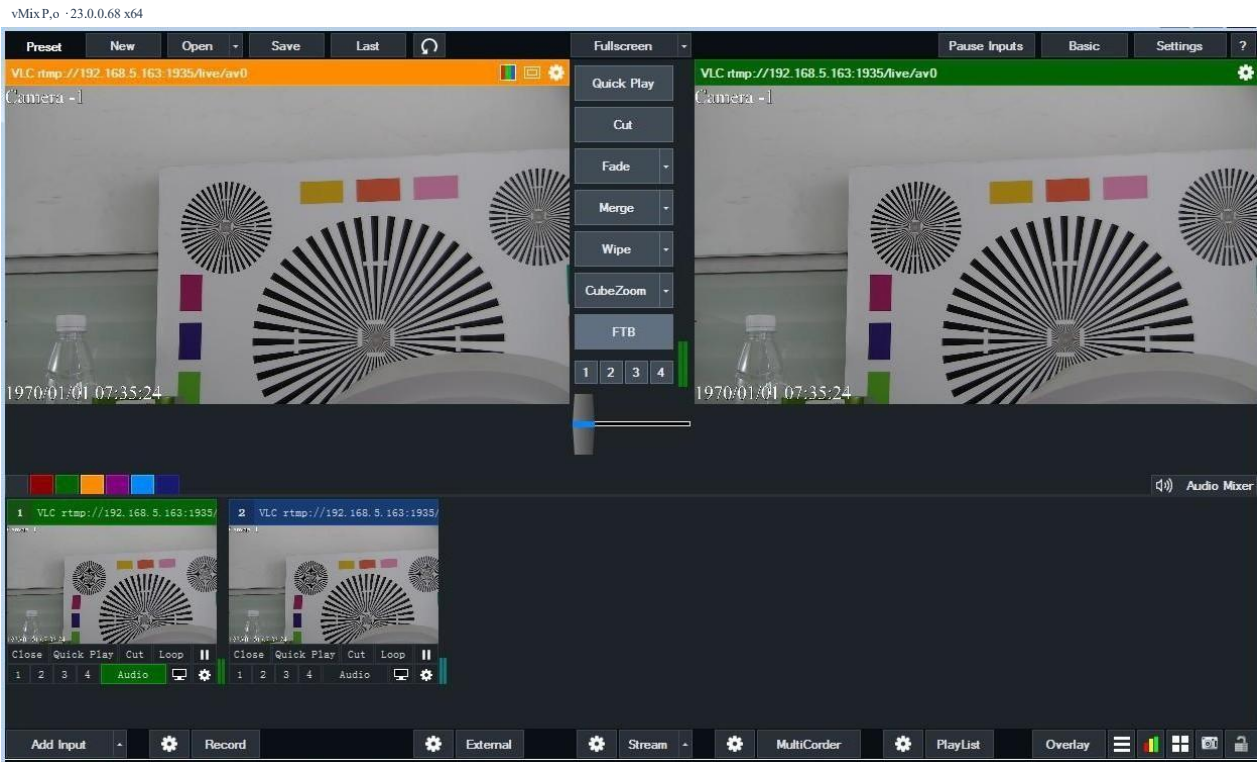 vMix P,o · 23.0.0.68 x64
Preset New Open Save Last Fullscreen Pause Inputs Basic Settings ?
VLC rtmp://192.168.5.163:1935/live/av0
VLC rtmp://192.168.5.163:1935/live/av0
Camera -1
Camera -1
Quick Play
Cut
Fade
Merge
Wipe
CubeZoom
FTB
1 2 3 4
1970/01/01 07:35:24
1970/01/01 07:35:24
Audio Mixer
1 VLC rtmp://192.168.5.163:1935/
2 VLC rtmp://192.168.5.163:1935/
Close Quick Play Cut Loop
Close Quick Play Cut Loop
1 2 3 4 Audio
1 2 3 4 Audio
Add Input Record External Stream MultiCorder PlayList Overlay